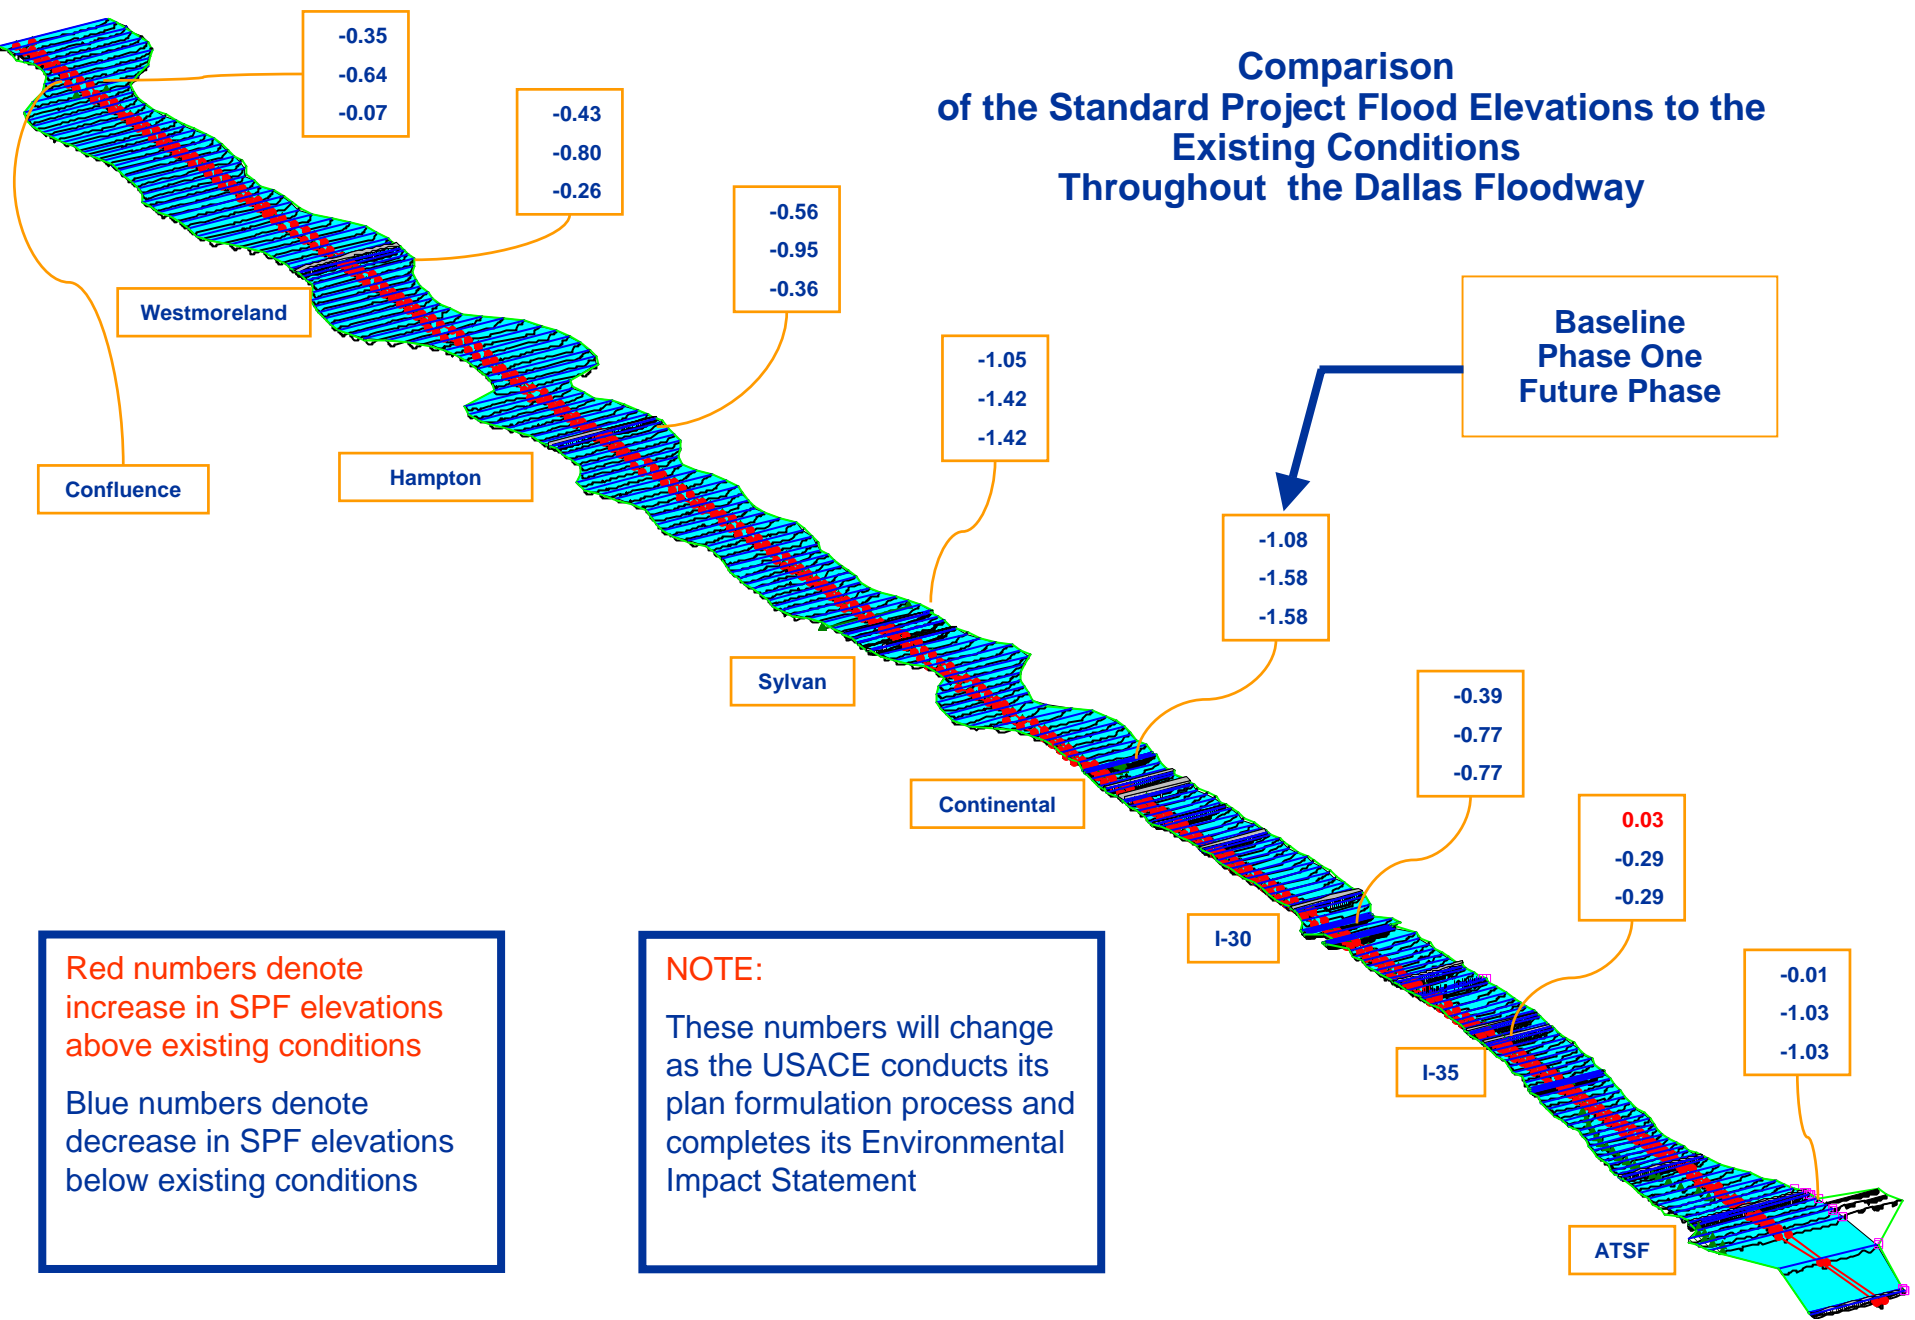 Comparison
of the Standard Project Flood Elevations to the
Existing Conditions
Throughout the Dallas Floodway
-0.35
-0.64
-0.07
-0.43
-0.80
-0.26
-0.56
-0.95
-0.36
Westmoreland
Baseline
Phase One
Future Phase
-1.05
-1.42
-1.42
Confluence
Hampton
-1.08
-1.58
-1.58
Sylvan
-0.39
-0.77
-0.77
Continental
0.03
-0.29
-0.29
I-30
-0.01
-1.03
-1.03
I-35
ATSF
Red numbers denote
increase in SPF elevations
above existing conditions
Blue numbers denote
decrease in SPF elevations
below existing conditions
NOTE:
These numbers will change
as the USACE conducts its
plan formulation process and
completes its Environmental
Impact Statement